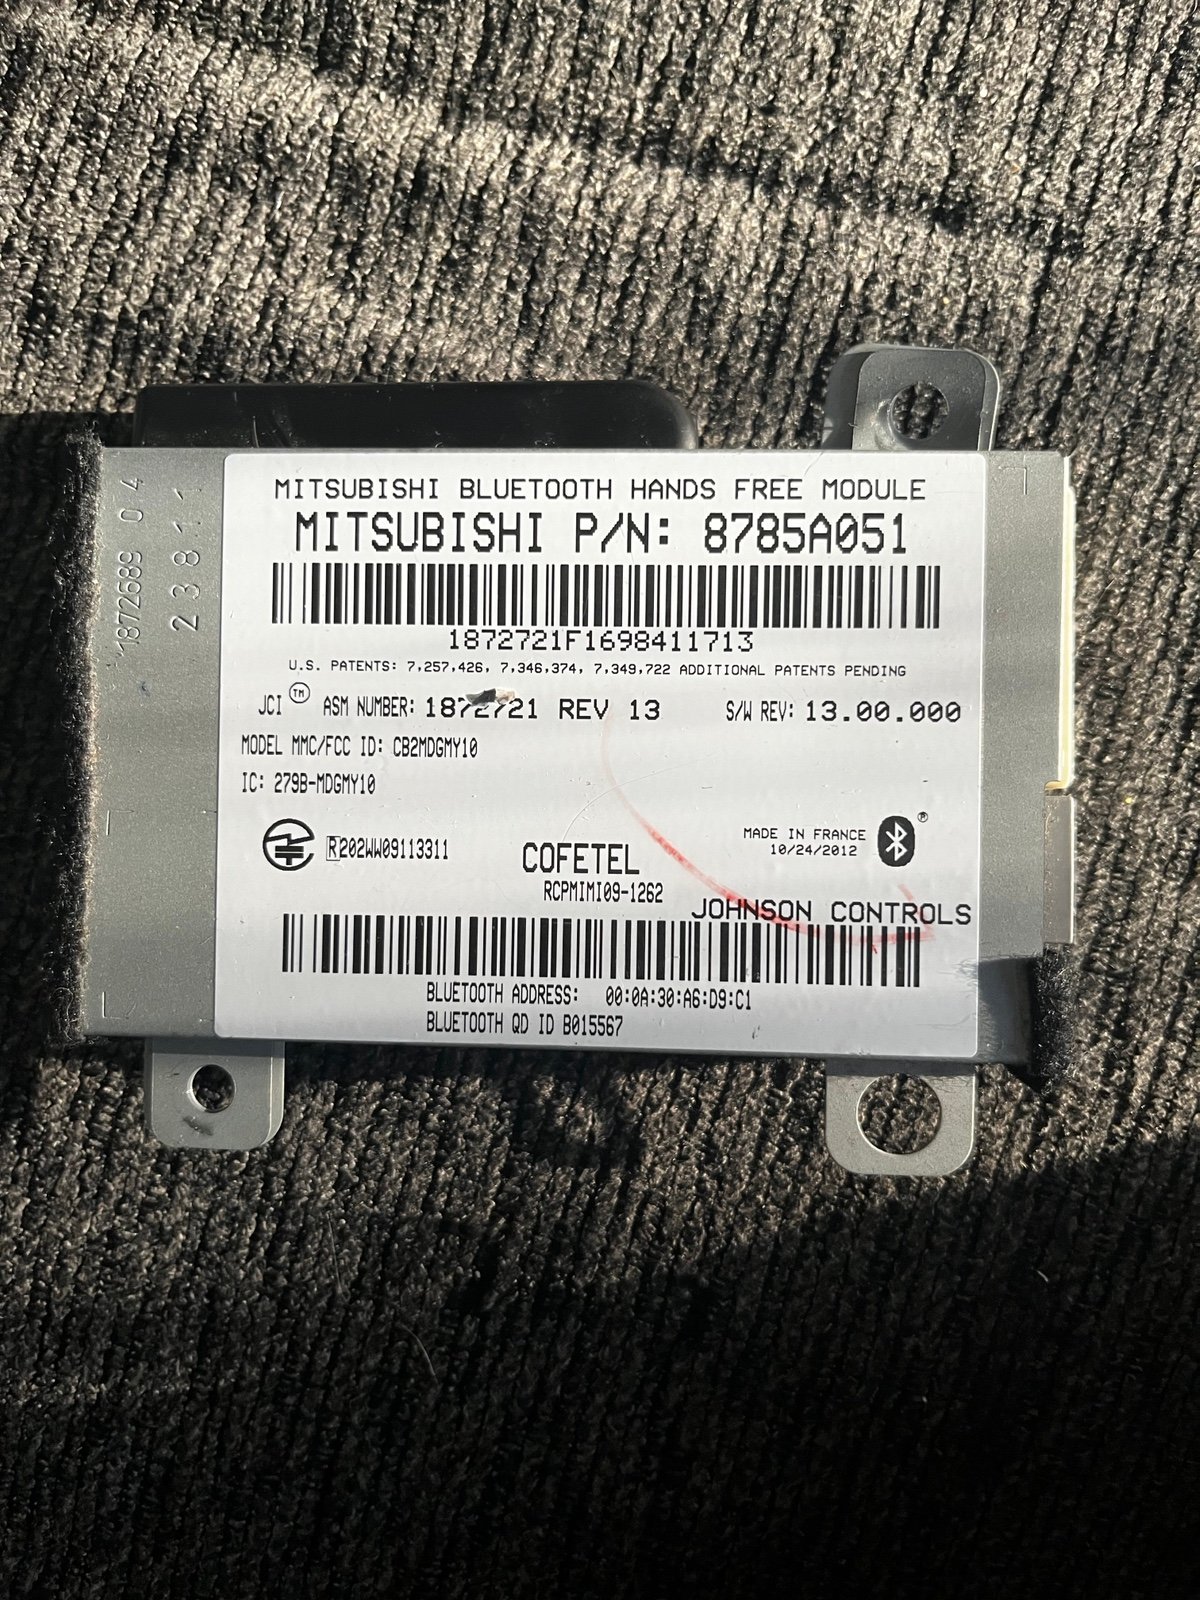 MITSUBISHI BLUETOOTH HANDS FREE MODULE
MITSUBISHI P/N: 8785A051
1872721F1698411713
U.S. PATENTS: 7,257,426, 7,346,374, 7,349,722 ADDITIONAL PATENTS PENDING
JCI TM ASM NUMBER: 1872721 REV 13 S/W REV: 13.00.000
MODEL MMC/FCC ID: CB2MDGMY10
IC: 279B-MDGMY10
R 202WW09113311
COFETEL
RCPMIMI09-1262
MADE IN FRANCE
10/24/2012
®
JOHNSON CONTROLS
BLUETOOTH ADDRESS: 00:0A:30:A6:D9:C1
BLUETOOTH QD ID B015567
1872689 04
23811